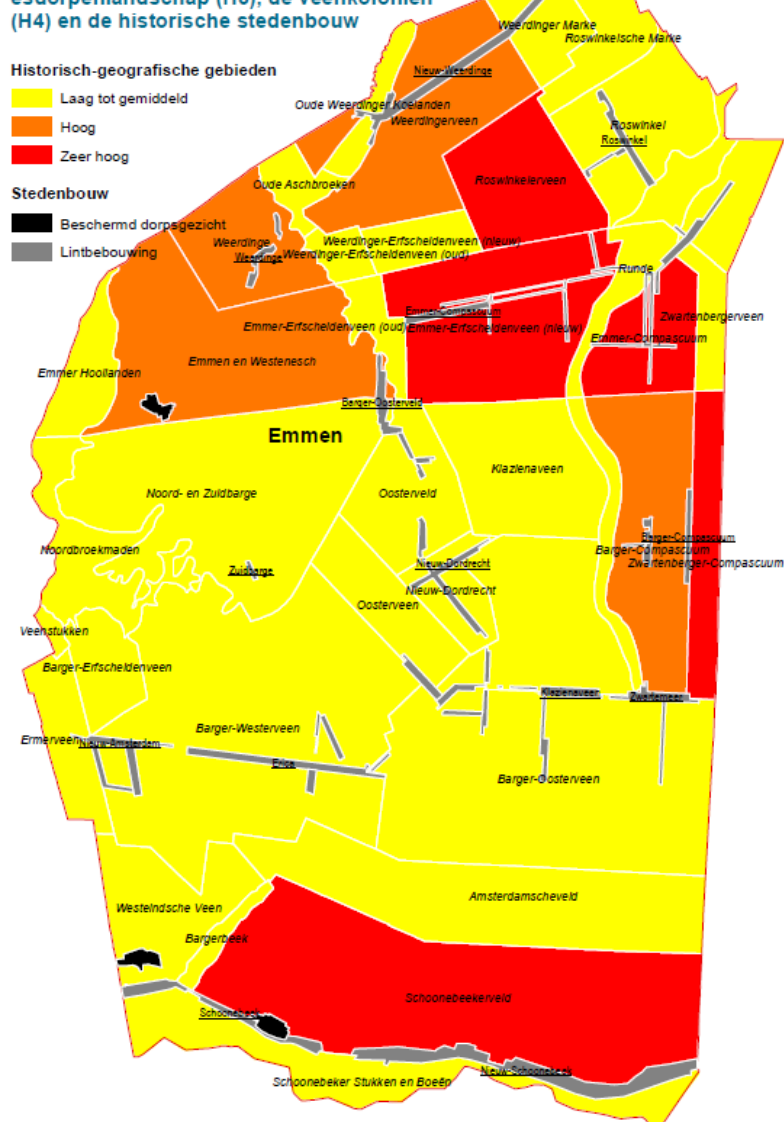 esdorpenlandschap (H6), de veenkoloniën
(H4) en de historische stedenbouw
Historisch-geografische gebieden
Laag tot gemiddeld
Hoog
Zeer hoog
Stedenbouw
Beschermd dorpsgezicht
Lintbebouwing
Weerdinger Marke
Roswinkelsche Marke
Nieuw-Weerdinge
Oude Weerdinger Koelanden
Weerdingerveen
Roswinkel
Roswinkel
Oude Aschbroeken
Roswinkelerveen
Weerdinge
Weerdinge
Weerdinger-Erfscheidenveen (nieuw)
Weerdinger-Erfscheidenveen (oud)
Runde
Emmer-Compascuum
Zwartenbergerveen
Emmer-Erfscheidenveen (oud)
Emmer-Erfscheidenveen (nieuw)
Emmer-Compascuum
Emmer Hooilanden
Emmen en Westenesch
Barger-Oosterveld
Emmen
Klazienaveen
Noord- en Zuidbarge
Oosterveld
Noordbroekmaden
Barger-Compascuum
Barger-Compascuum
Zuidbarge
Nieuw-Dordrecht
Zwartenberger-Compascuum
Nieuw-Dordrecht
Oosterveen
Veenstukken
Barger-Erfscheidenveen
Klazienaveen
Zwartemeer
Barger-Westerveen
Ermerveen
Nieuw-Amsterdam
Erica
Barger-Oosterveen
Amsterdamscheveld
Westeindsche Veen
Bargerbeek
Schoonebeekerveld
Schoonebeek
Nieuw-Schoonebeek
Schoonebeker Stukken en Boeën